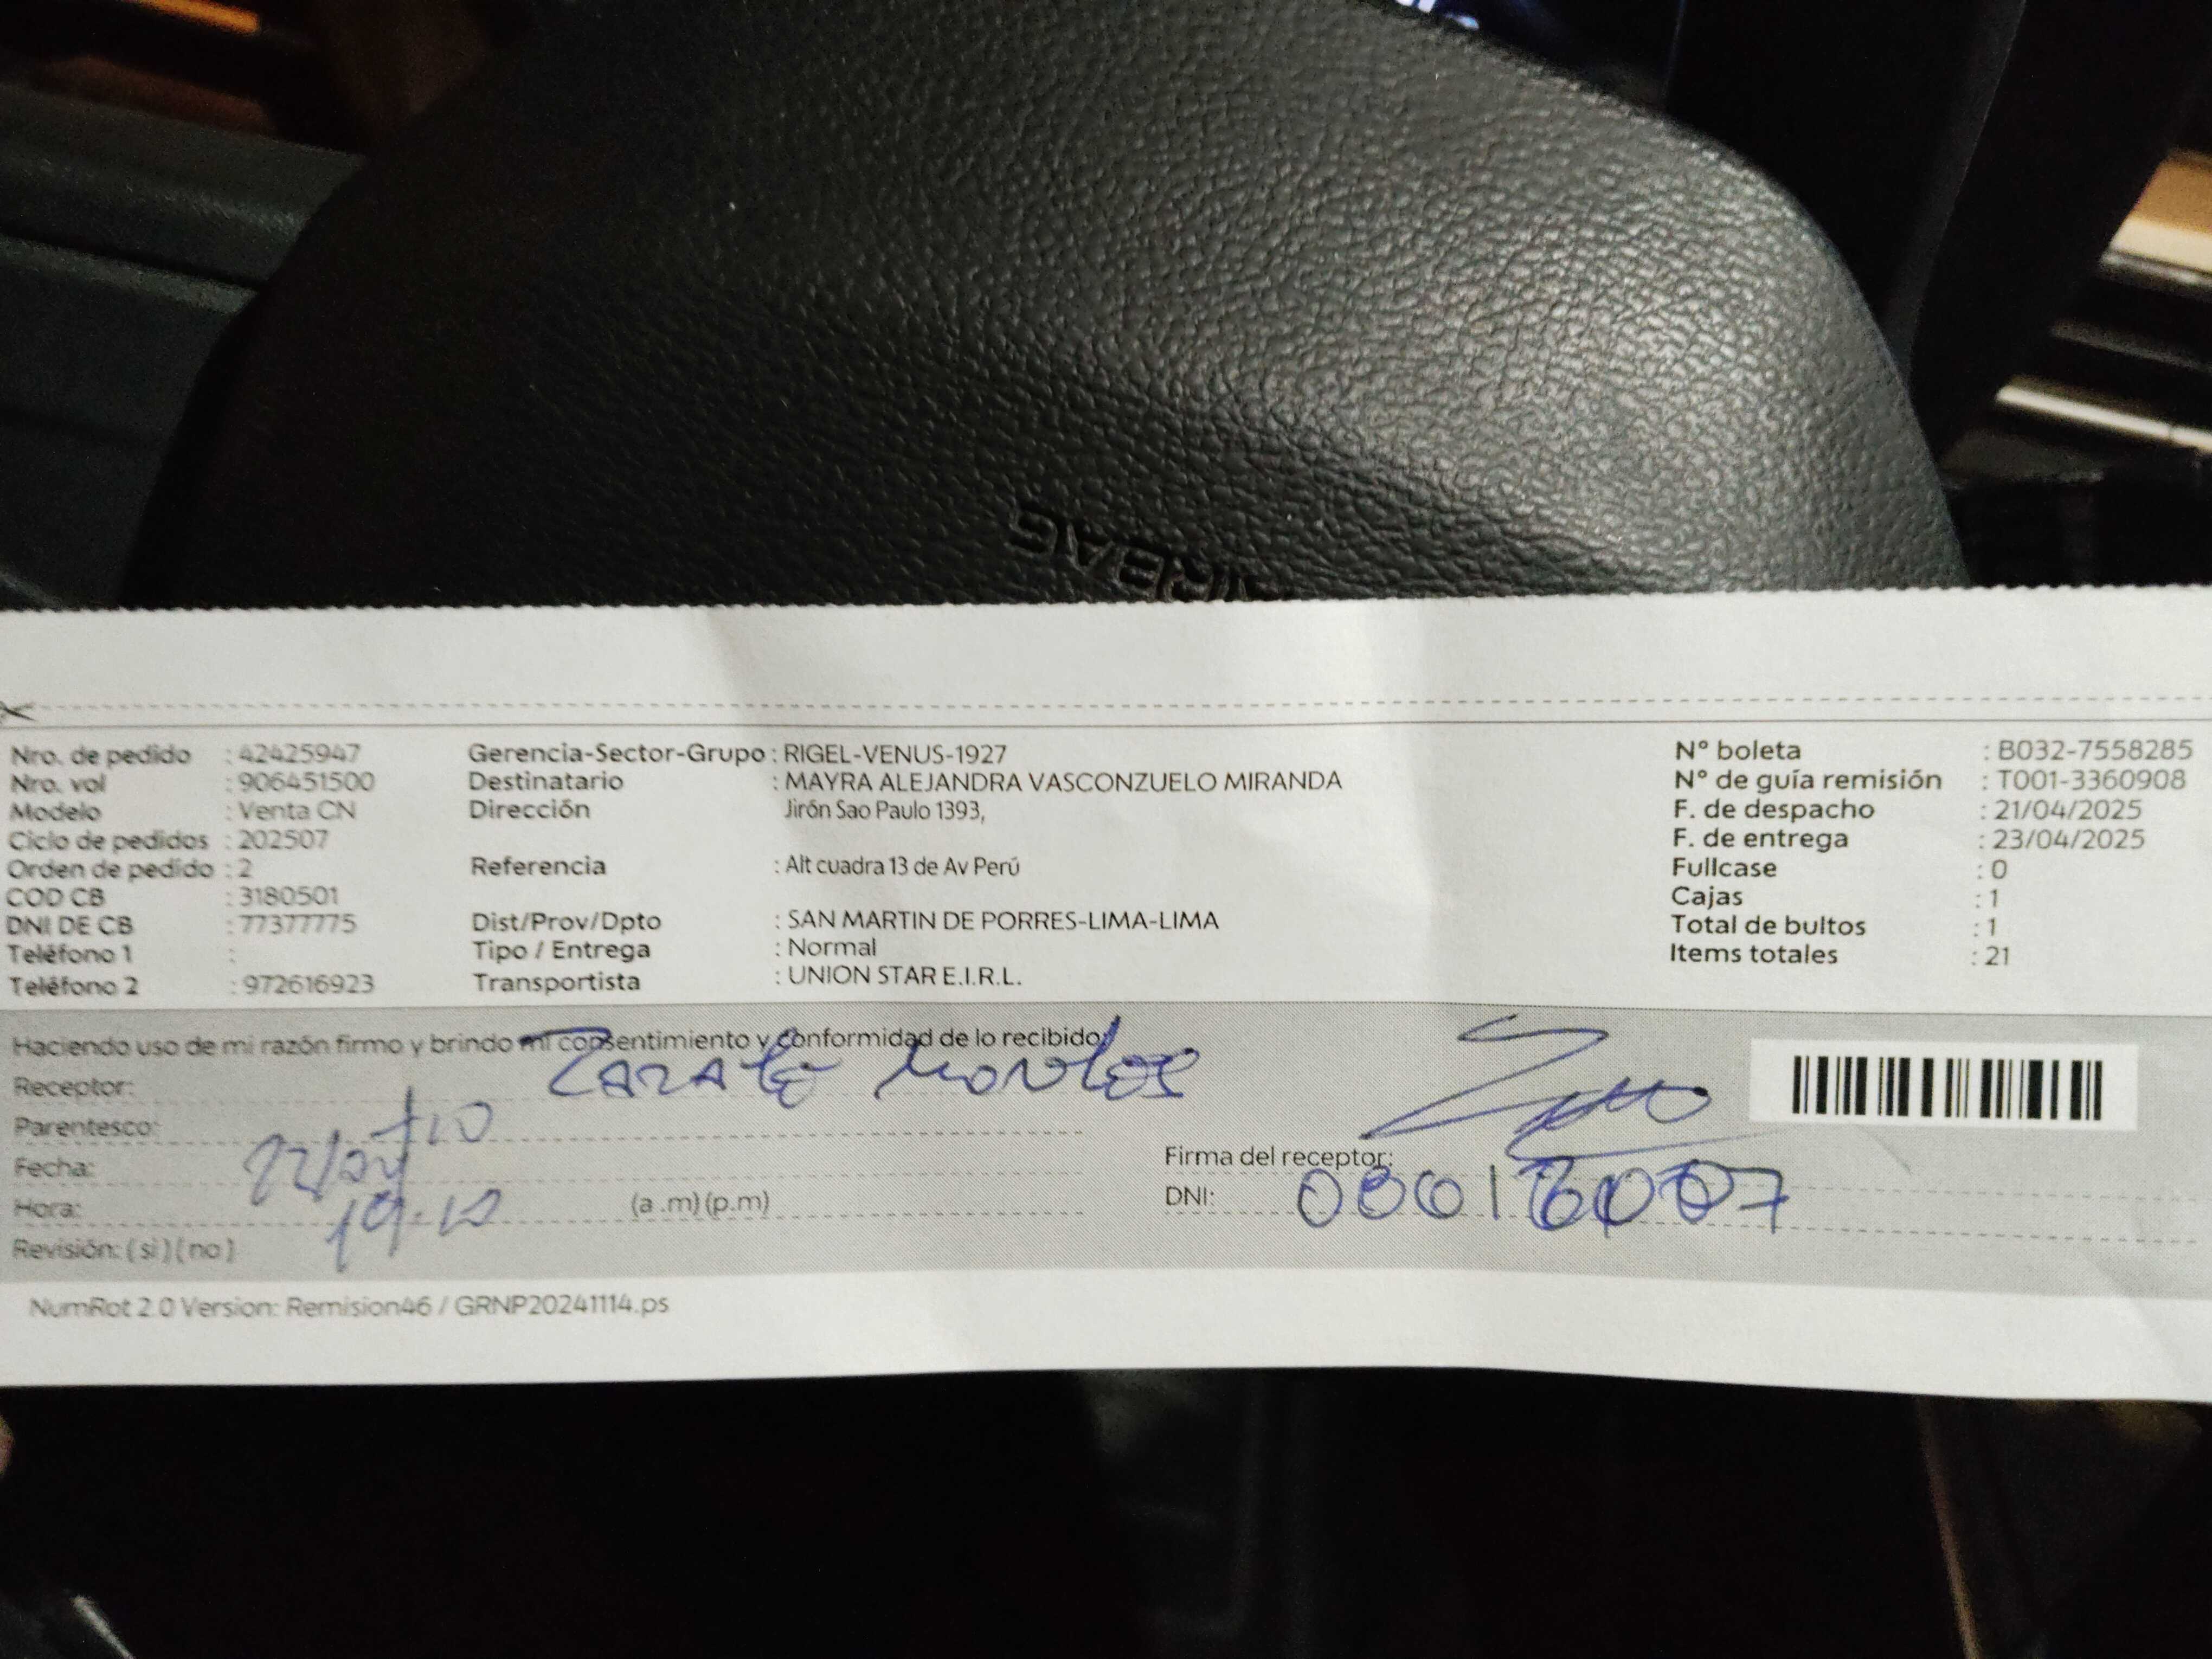 AIRBAG
Nro. de pedido : 42425947
Nro. vol : 906451500
Modelo : Venta CN
Ciclo de pedidos : 202507
Orden de pedido : 2
COD CB : 3180501
DNI DE CB : 77377775
Teléfono 1 :
Teléfono 2 : 972616923
Gerencia-Sector-Grupo : RIGEL-VENUS-1927
Destinatario : MAYRA ALEJANDRA VASCONZUELO MIRANDA
Dirección Jirón Sao Paulo 1393,
Referencia : Alt cuadra 13 de Av Perú
Dist/Prov/Dpto : SAN MARTIN DE PORRES-LIMA-LIMA
Tipo / Entrega : Normal
Transportista : UNION STAR E.I.R.L.
N° boleta : B032-7558285
N° de guía remisión : T001-3360908
F. de despacho : 21/04/2025
F. de entrega : 23/04/2025
Fullcase : 0
Cajas : 1
Total de bultos : 1
Items totales : 21
Haciendo uso de mi razón firmo y brindo mi consentimiento y conformidad de lo recibido:
Receptor: Zarate
Parentesco: tio
Fecha:
Hora: 19:10 (a .m) (p.m)
Revisión: ( si ) ( no )
Firma del receptor:
DNI:
NumRot 2.0 Version: Remision46 / GRNP20241114.ps